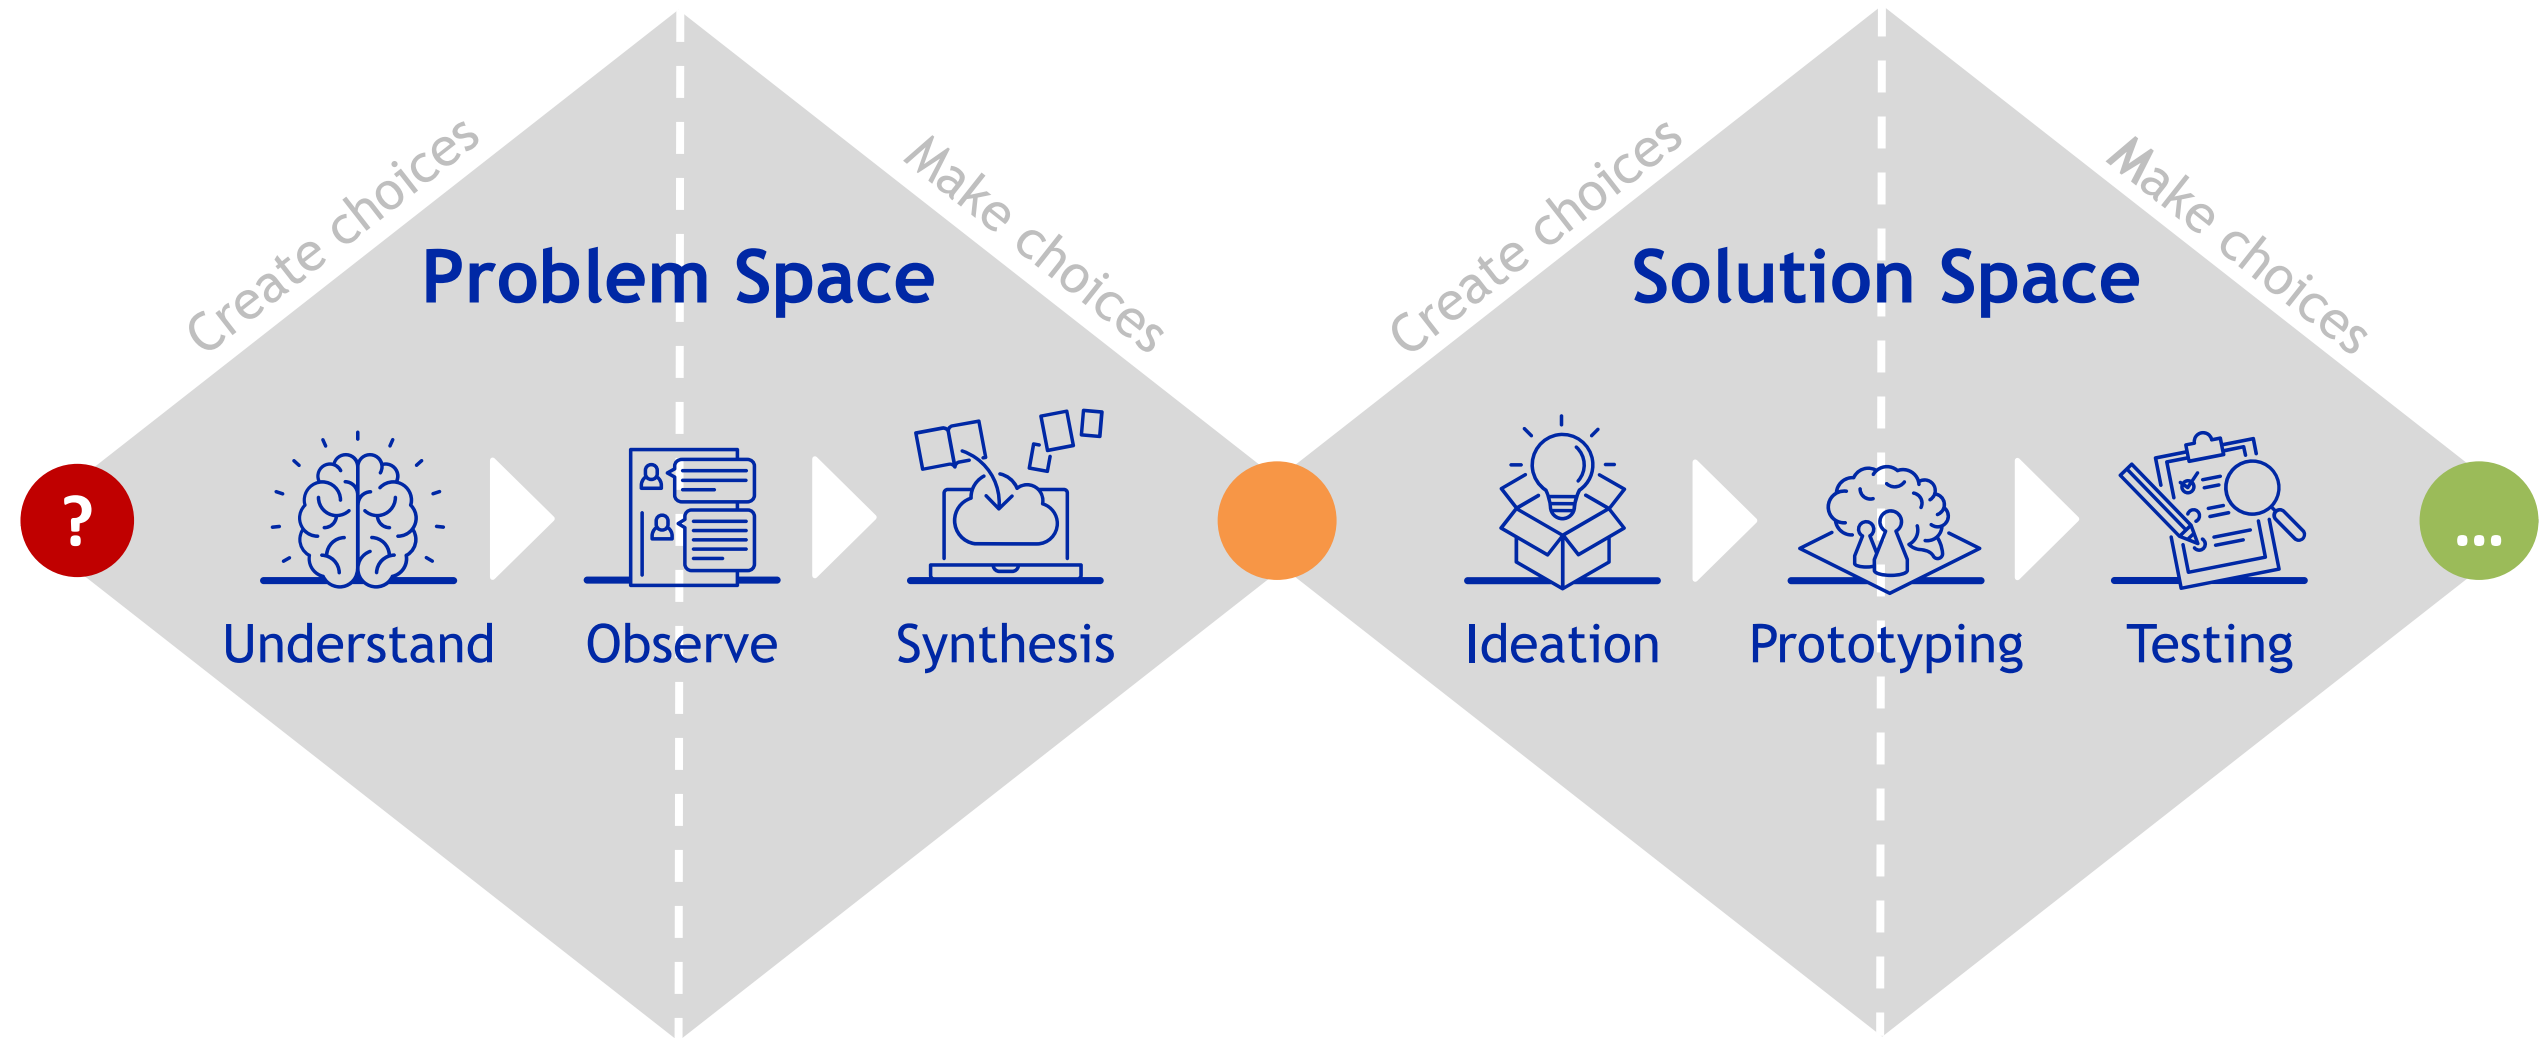 Create choices
Make choices
Create choices
Make choices
Problem Space
Solution Space
?
...
Understand
Observe
Synthesis
Ideation
Prototyping
Testing